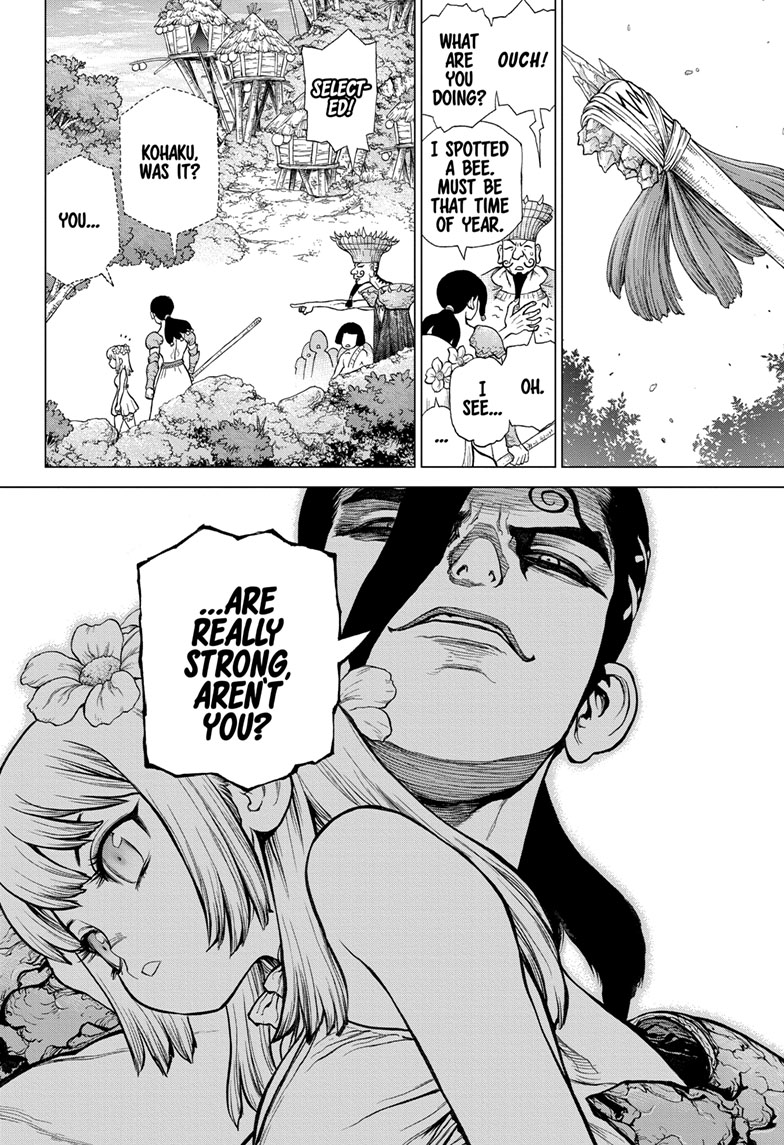 OUCH!
WHAT
ARE
YOU
DOING?
I SPOTTED
A BEE.
MUST BE
THAT TIME
OF YEAR.
OH.
I
SEE...
...
SELECT-
ED!
KOHAKU,
WAS IT?
YOU...
...ARE
REALLY
STRONG,
AREN'T
YOU?